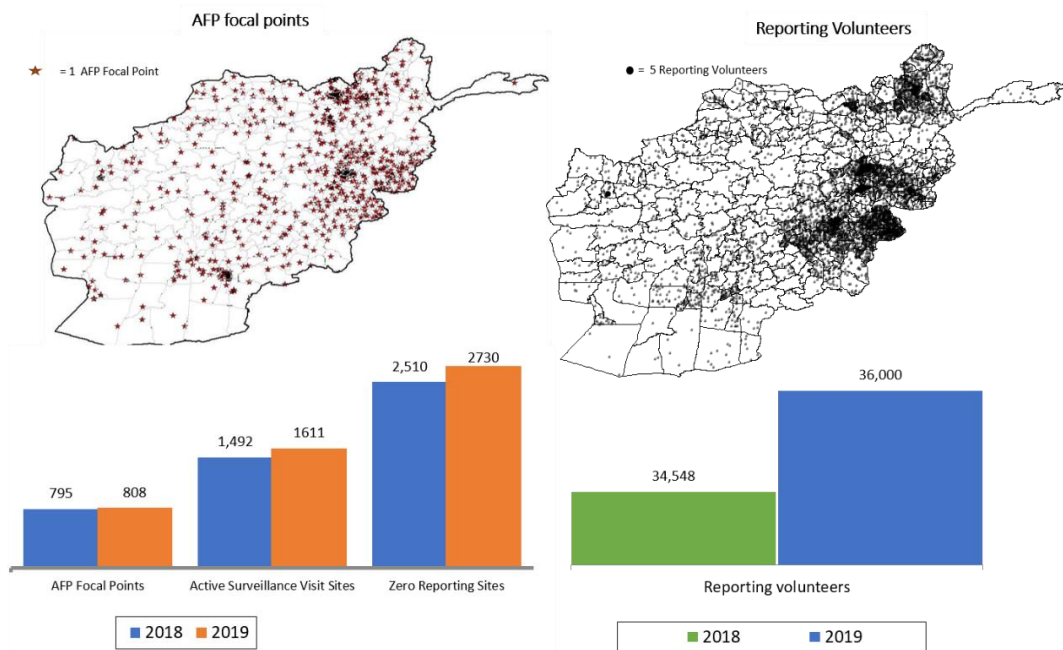 AFP focal points
= 1 AFP Focal Point
2,510
2730
1,492
1611
795
808
AFP Focal Points
Active Surveillance Visit Sites
Zero Reporting Sites
2018
2019
Reporting Volunteers
= 5 Reporting Volunteers
36,000
34,548
Reporting volunteers
2018
2019